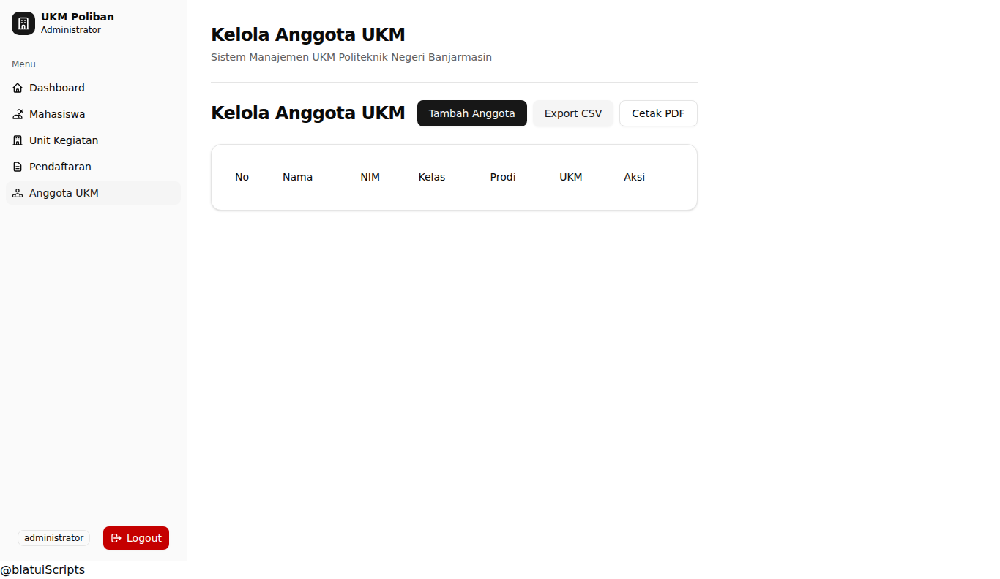 UKM Poliban
Administrator
Menu
Dashboard
Mahasiswa
Unit Kegiatan
Pendaftaran
Anggota UKM
administrator
Logout
Kelola Anggota UKM
Sistem Manajemen UKM Politeknik Negeri Banjarmasin
Kelola Anggota UKM Tambah Anggota Export CSV Cetak PDF
No Nama NIM Kelas Prodi UKM Aksi
@blatuiScripts